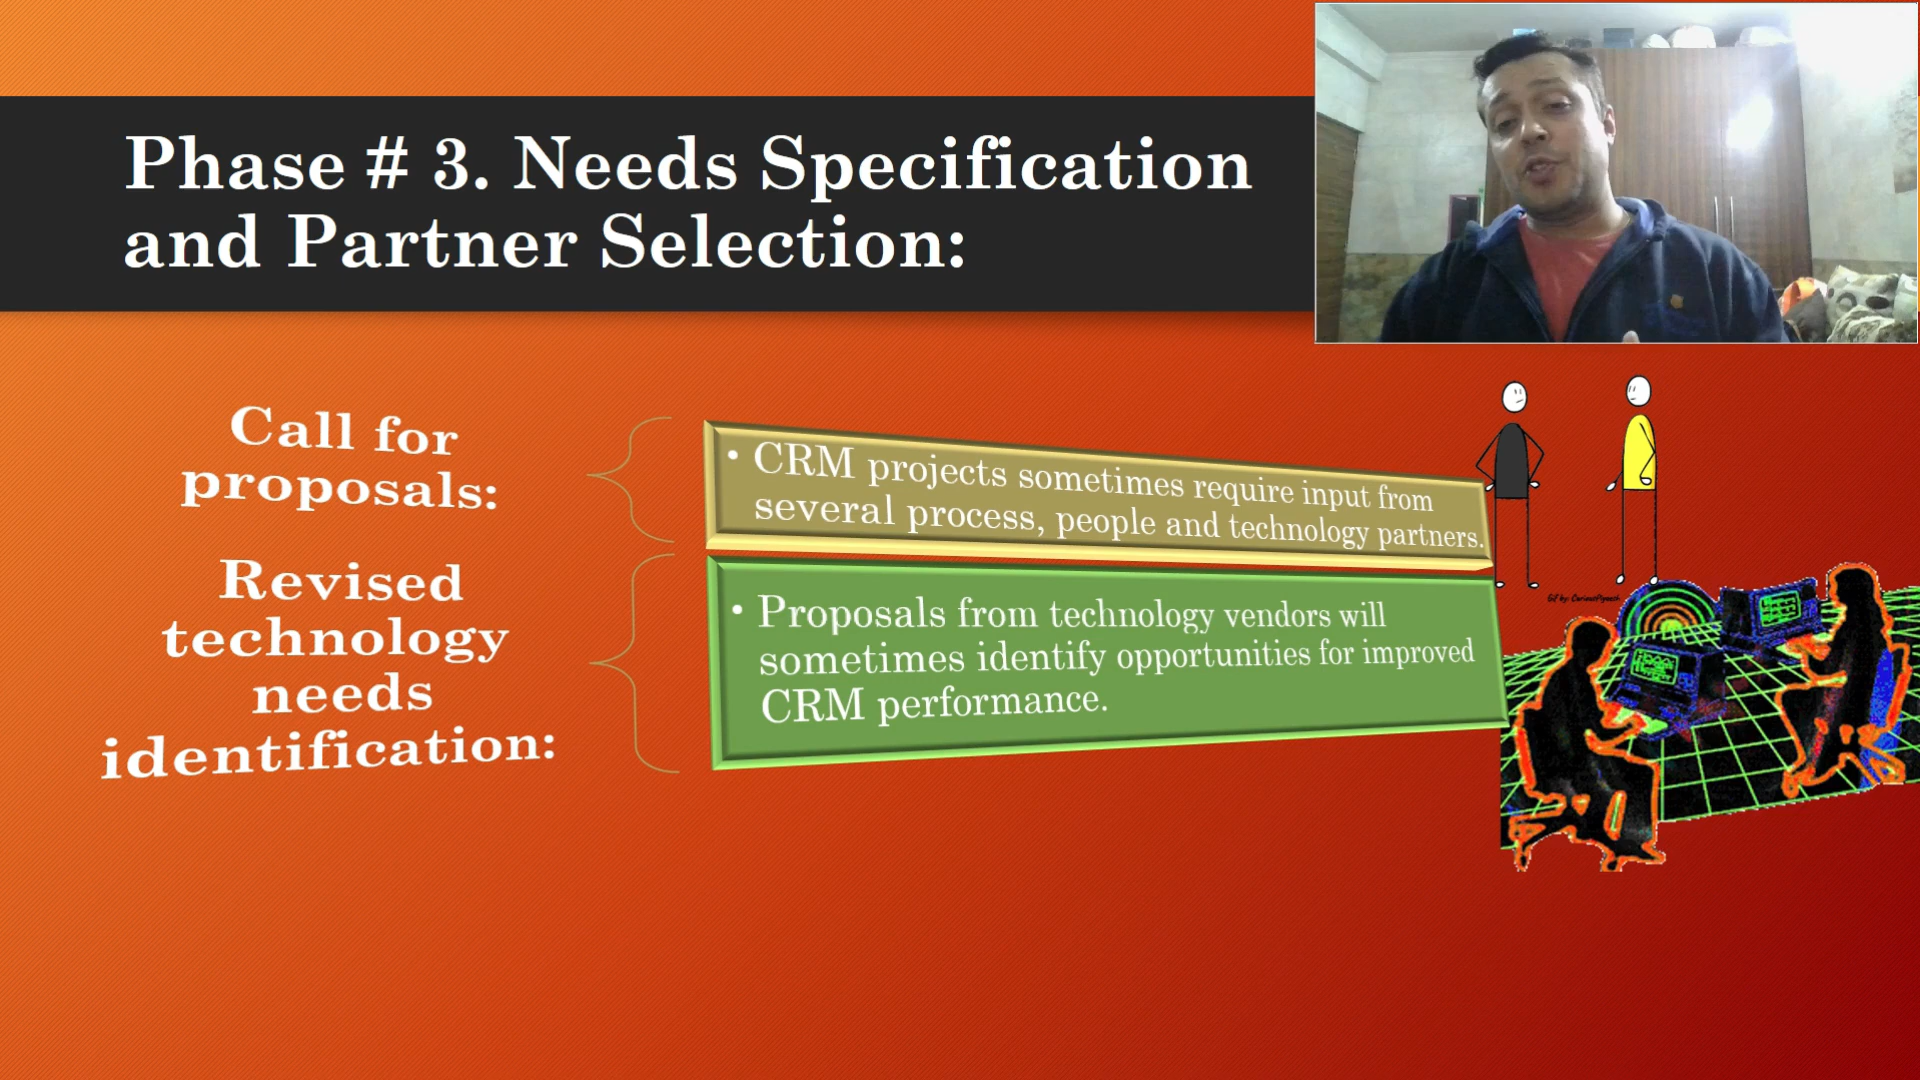 Phase # 3. Needs Specification
and Partner Selection:
Call for
proposals:
• CRM projects sometimes require input from
several process, people and technology partners.
Revised
technology
needs
identification:
• Proposals from technology vendors will
sometimes identify opportunities for improved
CRM performance.